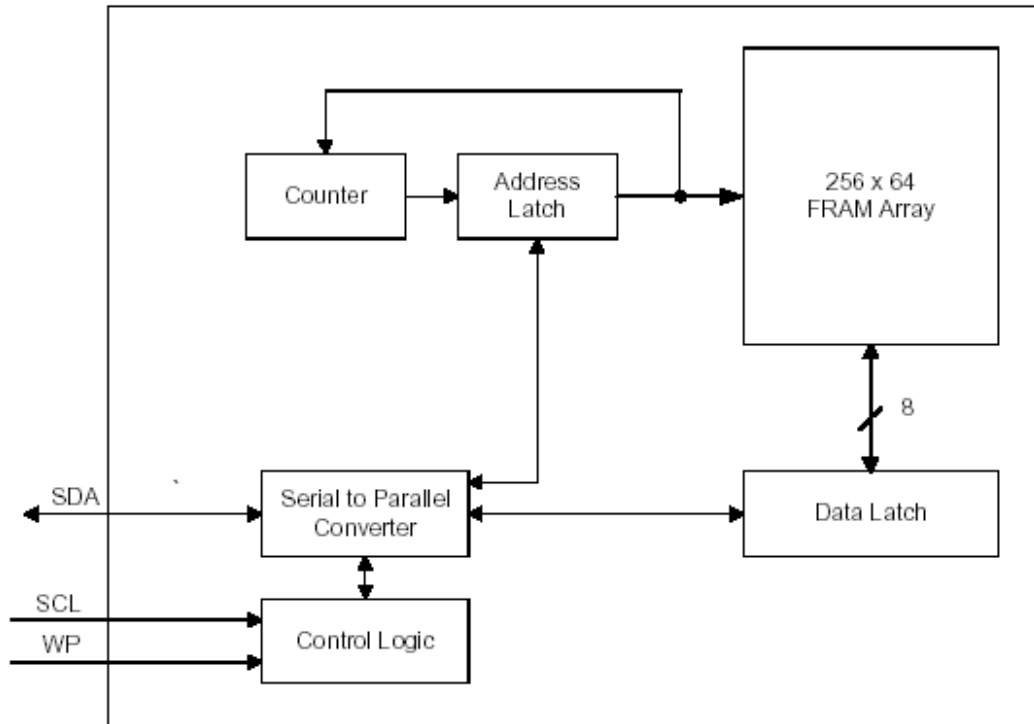 Counter
Address
Latch
256 x 64
FRAM Array
8
SDA
Serial to Parallel
Converter
Data Latch
SCL
WP
Control Logic